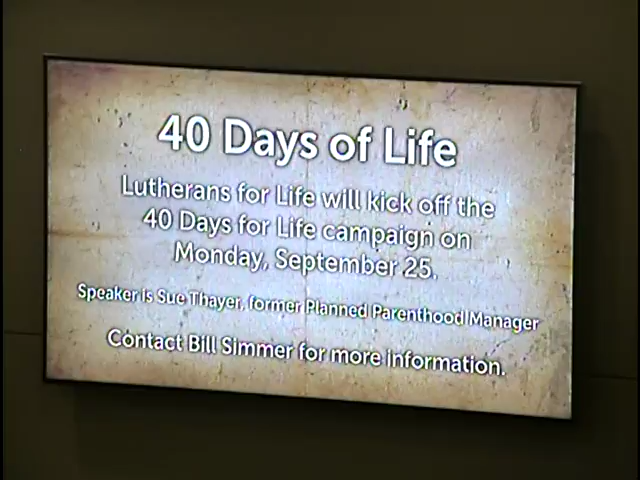 40 Days of Life
Lutherans for Life will kick off the
40 Days for Life campaign on
Monday, September 25.
Speaker is Sue Thayer, former Planned Parenthood Manager
Contact Bill Simmer for more information.